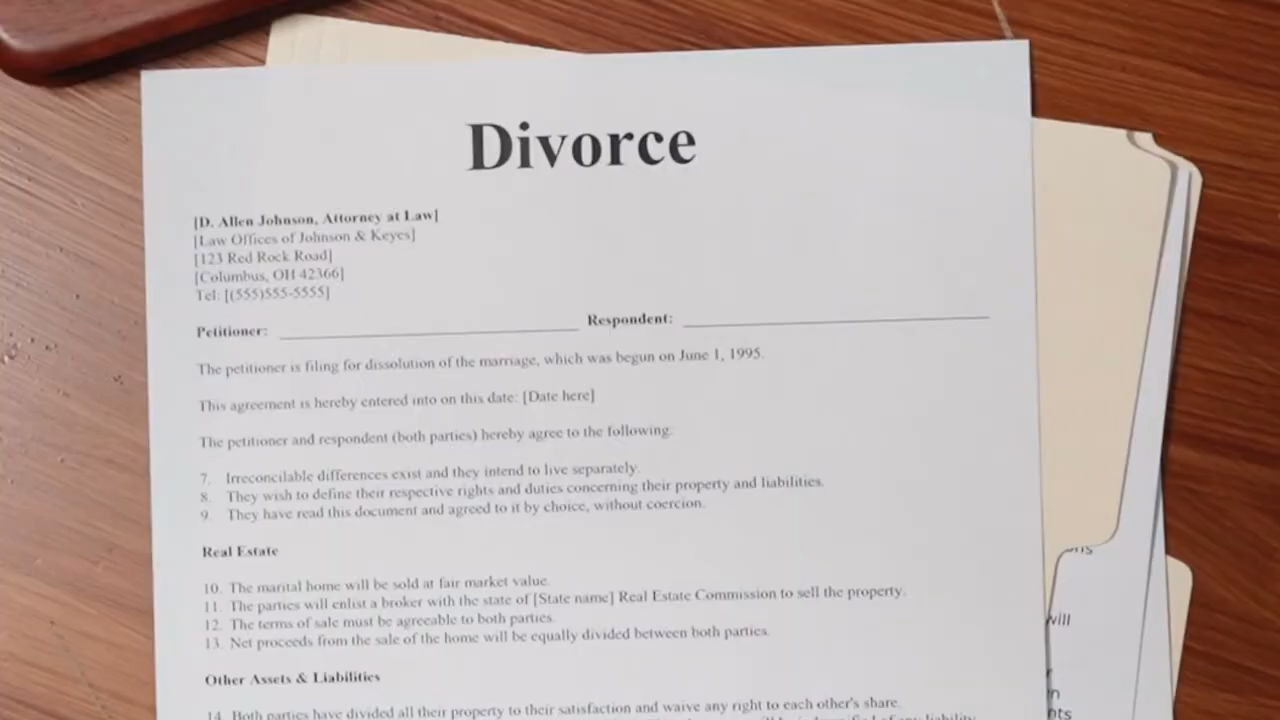 Divorce
[D. Allen Johnson, Attorney at Law]
[Law Offices of Johnson & Keyes]
[123 Red Rock Road]
[Columbus, OH 42366]
Tel: [(555)555-5555]
Petitioner: Respondent:
The petitioner is filing for dissolution of the marriage, which was begun on June 1, 1995.
This agreement is hereby entered into on this date: [Date here]
The petitioner and respondent (both parties) hereby agree to the following:
7. Irreconcilable differences exist and they intend to live separately.
8. They wish to define their respective rights and duties concerning their property and liabilities.
9. They have read this document and agreed to it by choice, without coercion.
Real Estate
10. The marital home will be sold at fair market value.
11. The parties will enlist a broker with the state of [State name] Real Estate Commission to sell the property.
12. The terms of sale must be agreeable to both parties.
13. Net proceeds from the sale of the home will be equally divided between both parties.
Other Assets & Liabilities
14. Both parties have divided all their property to their satisfaction and waive any right to each other's share.
will